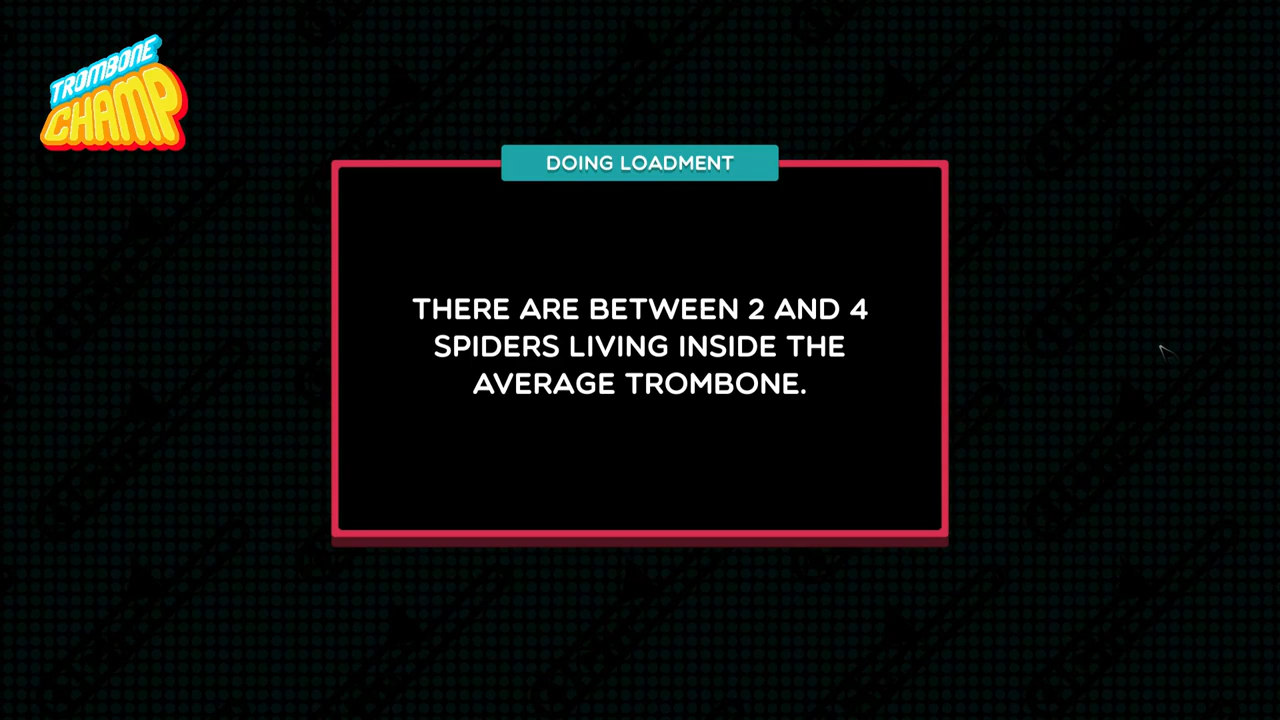 TROMBONE
CHAMP
DOING LOADMENT
THERE ARE BETWEEN 2 AND 4
SPIDERS LIVING INSIDE THE
AVERAGE TROMBONE.